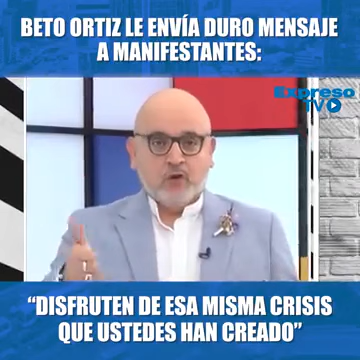 BETO ORTIZ LE ENVÍA DURO MENSAJE
A MANIFESTANTES:
Expreso
TV
“DISFRUTEN DE ESA MISMA CRISIS
QUE USTEDES HAN CREADO”